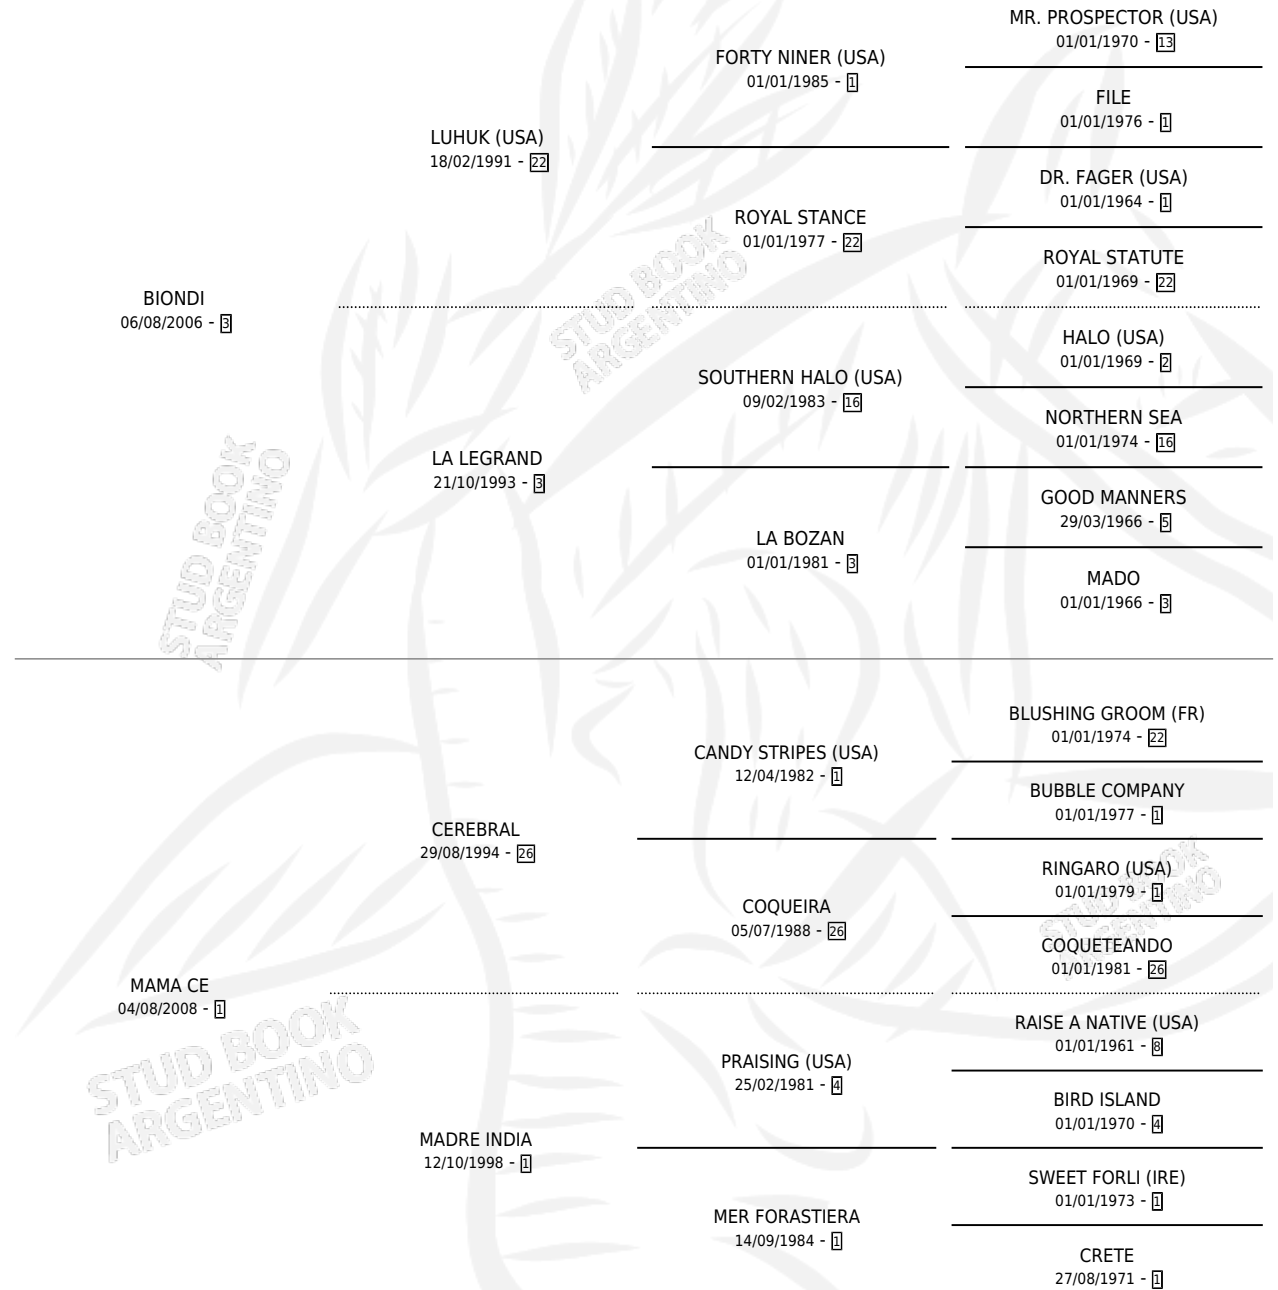 MR. PROSPECTOR (USA)
01/01/1970 - 13
FORTY NINER (USA)
01/01/1985 - 1
FILE
01/01/1976 - 1
LUHUK (USA)
18/02/1991 - 22
DR. FAGER (USA)
01/01/1964 - 1
ROYAL STANCE
01/01/1977 - 22
ROYAL STATUTE
01/01/1969 - 22
BIONDI
06/08/2006 - 3
HALO (USA)
01/01/1969 - 2
SOUTHERN HALO (USA)
09/02/1983 - 16
NORTHERN SEA
01/01/1974 - 16
LA LEGRAND
21/10/1993 - 3
GOOD MANNERS
29/03/1966 - 5
LA BOZAN
01/01/1981 - 3
MADO
01/01/1966 - 3
BLUSHING GROOM (FR)
01/01/1974 - 22
CANDY STRIPES (USA)
12/04/1982 - 1
BUBBLE COMPANY
01/01/1977 - 1
CEREBRAL
29/08/1994 - 26
RINGARO (USA)
01/01/1979 - 1
COQUEIRA
05/07/1988 - 26
COQUETEANDO
01/01/1981 - 26
MAMA CE
04/08/2008 - 1
RAISE A NATIVE (USA)
01/01/1961 - 8
PRAISING (USA)
25/02/1981 - 4
BIRD ISLAND
01/01/1970 - 4
MADRE INDIA
12/10/1998 - 1
SWEET FORLI (IRE)
01/01/1973 - 1
MER FORASTIERA
14/09/1984 - 1
CRETE
27/08/1971 - 1
STUD BOOK
ARGENTINO
STUD BOOK
ARGENTINO
STUD BOOK
ARGENTINO
STUD BOOK
ARGENTINO